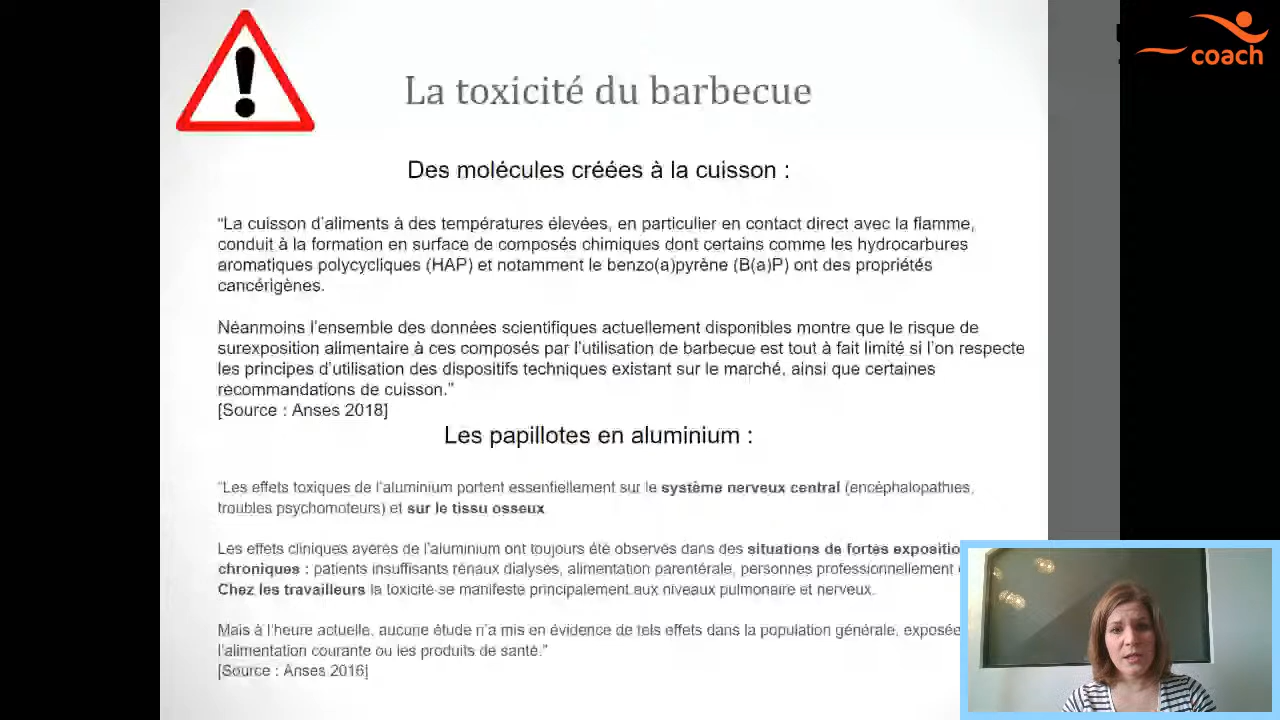 coach
La toxicité du barbecue
Des molécules créées à la cuisson :
“La cuisson d’aliments à des températures élevées, en particulier en contact direct avec la flamme,
conduit à la formation en surface de composés chimiques dont certains comme les hydrocarbures
aromatiques polycycliques (HAP) et notamment le benzo(a)pyrène (B(a)P) ont des propriétés
cancérigènes.
Néanmoins l’ensemble des données scientifiques actuellement disponibles montre que le risque de
surexposition alimentaire à ces composés par l’utilisation de barbecue est tout à fait limité si l’on respecte
les principes d’utilisation des dispositifs techniques existant sur le marché, ainsi que certaines
recommandations de cuisson.”
[Source : Anses 2018]
Les papillotes en aluminium :
“Les effets toxiques de l’aluminium portent essentiellement sur le système nerveux central (encéphalopathies,
troubles psychomoteurs) et sur le tissu osseux.
Les effets cliniques avérés de l’aluminium ont toujours été observés dans des situations de fortes expositio
chroniques : patients insuffisants rénaux dialysés, alimentation parentérale, personnes professionnellement
Chez les travailleurs la toxicité se manifeste principalement aux niveaux pulmonaire et nerveux.
Mais à l’heure actuelle, aucune étude n’a mis en évidence de tels effets dans la population générale, exposée
l’alimentation courante ou les produits de santé.”
[Source : Anses 2016]